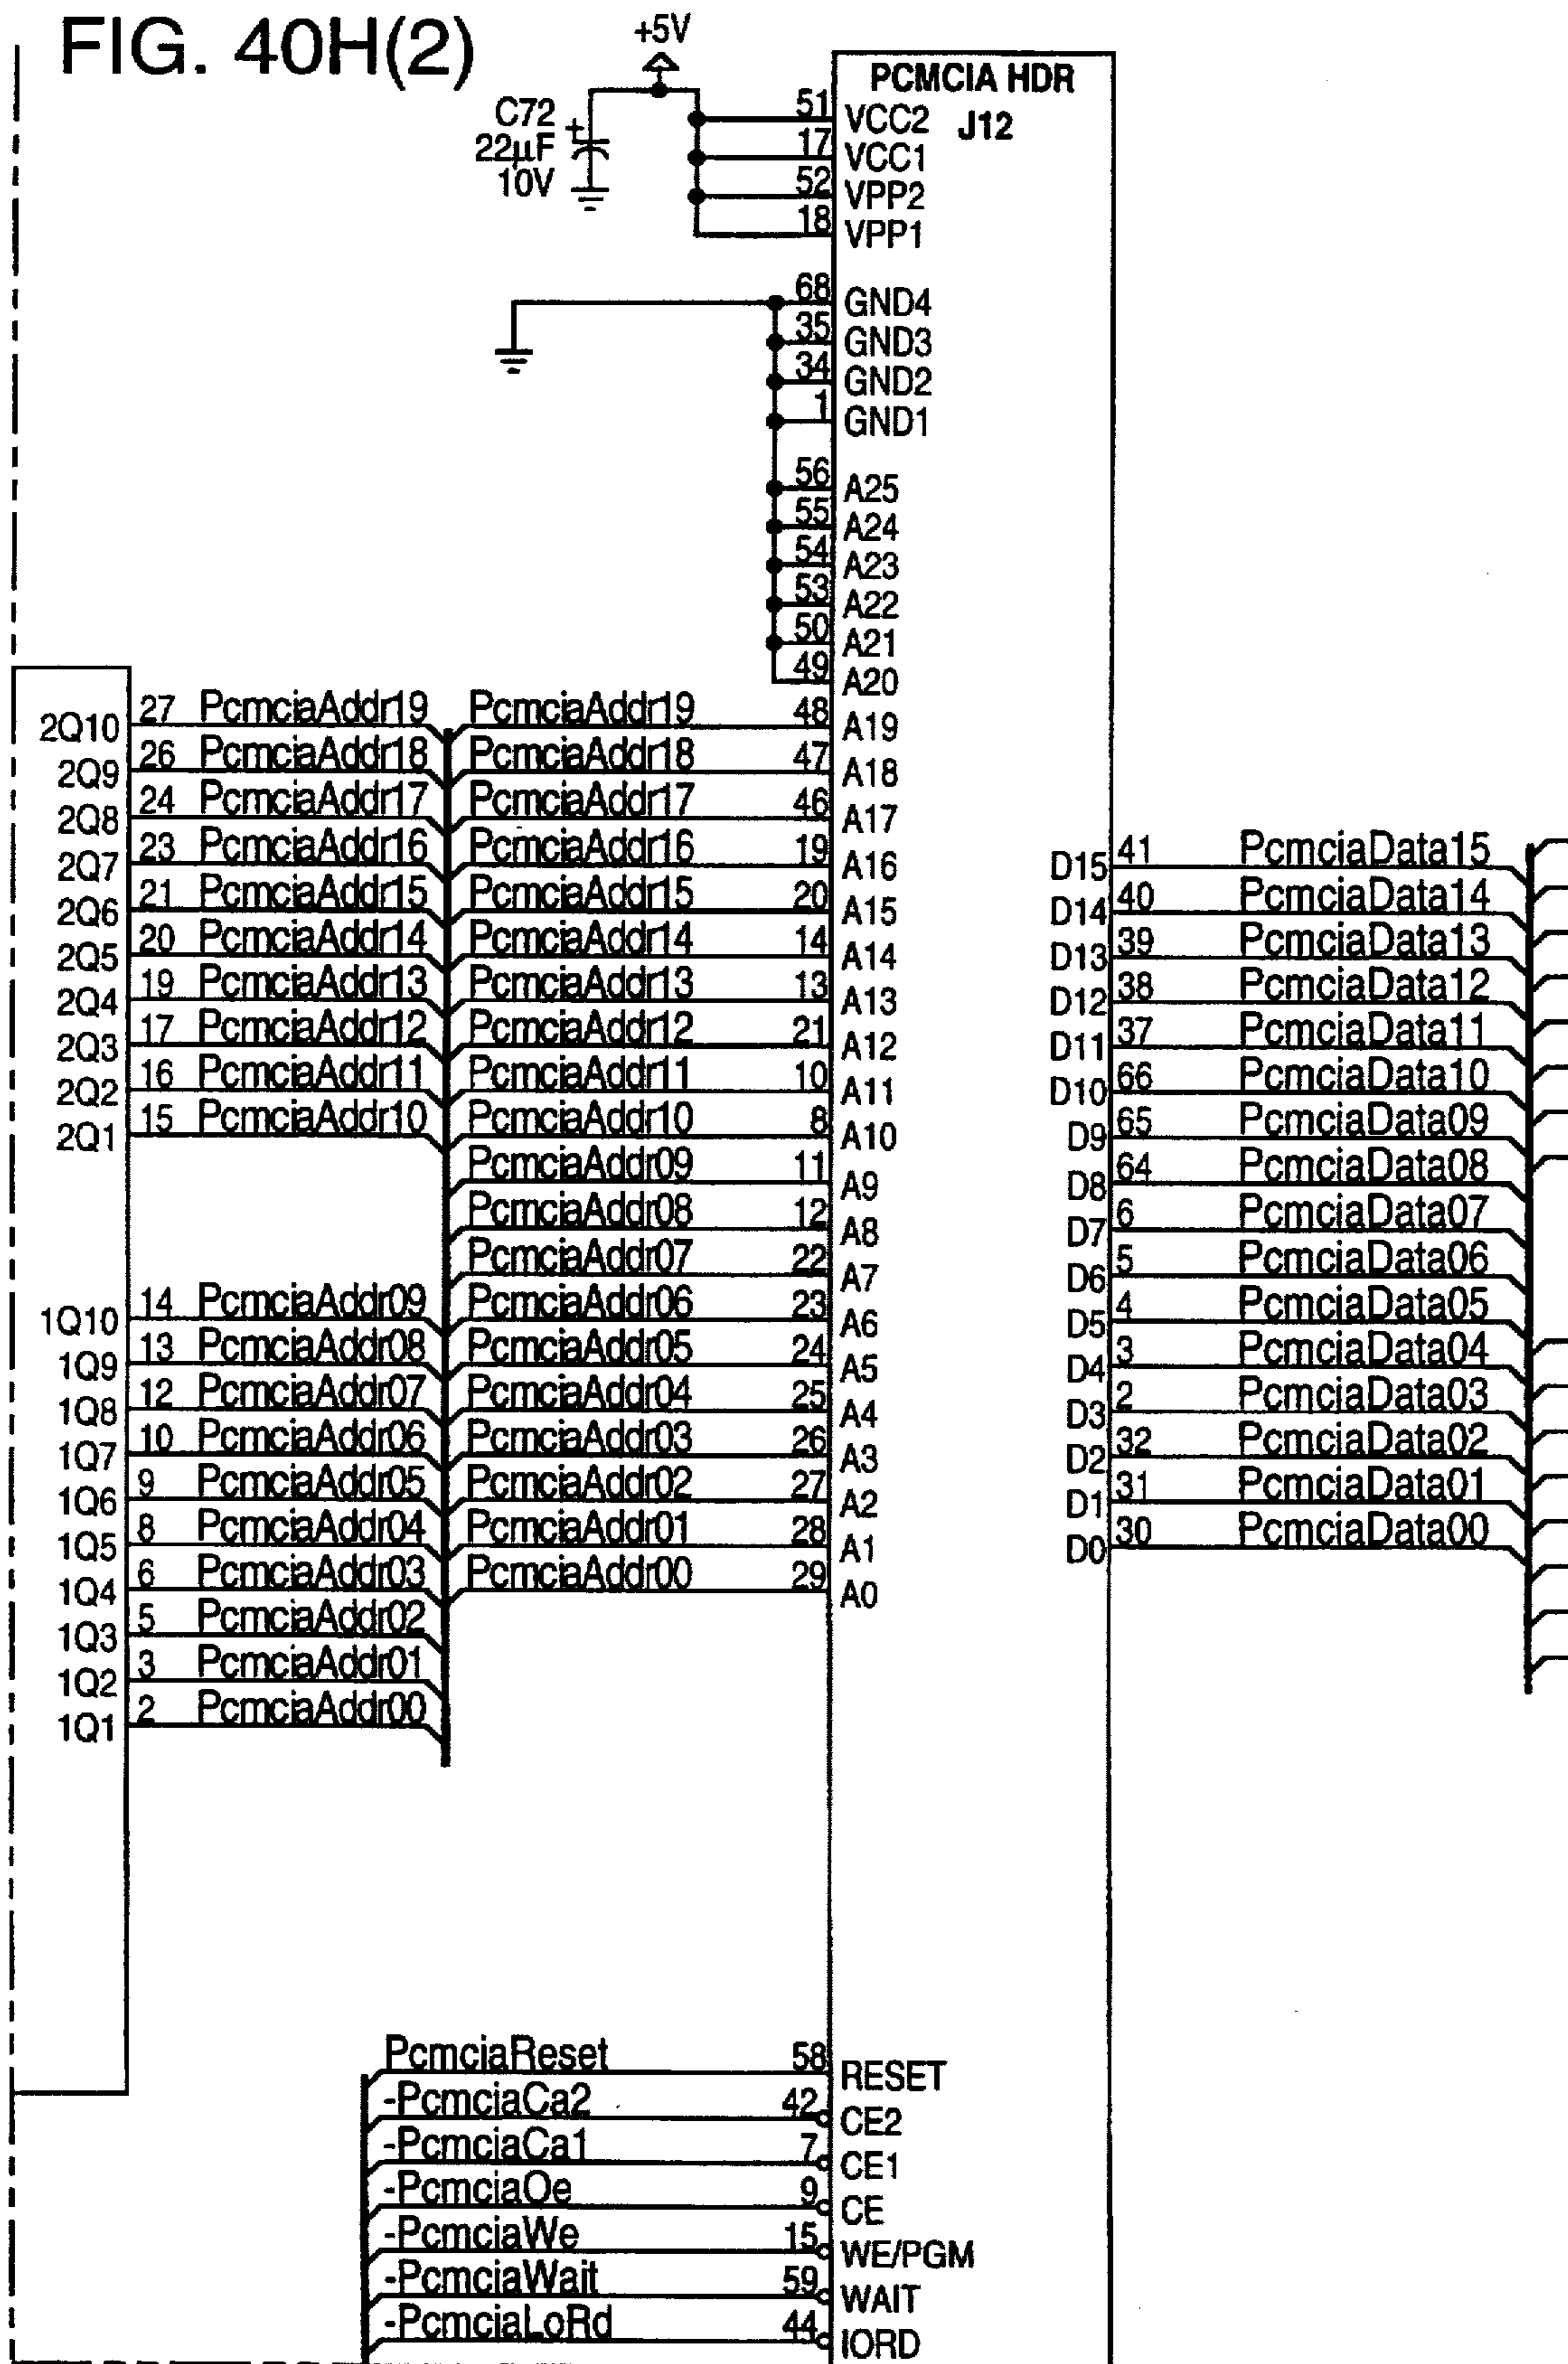 FIG. 40H(2)
+5V
C72
22µF
10V
+
PCMCIA HDR
J12
51 VCC2
17 VCC1
52 VPP2
18 VPP1
68 GND4
35 GND3
34 GND2
1 GND1
56 A25
55 A24
54 A23
53 A22
50 A21
49 A20
2Q10 27 PcmciaAddr19 PcmciaAddr19 48 A19
2Q9 26 PcmciaAddr18 PcmciaAddr18 47 A18
2Q8 24 PcmciaAddr17 PcmciaAddr17 46 A17
2Q7 23 PcmciaAddr16 PcmciaAddr16 19 A16 D15 41 PcmciaData15
2Q6 21 PcmciaAddr15 PcmciaAddr15 20 A15 D14 40 PcmciaData14
2Q5 20 PcmciaAddr14 PcmciaAddr14 14 A14 D13 39 PcmciaData13
2Q4 19 PcmciaAddr13 PcmciaAddr13 13 A13 D12 38 PcmciaData12
2Q3 17 PcmciaAddr12 PcmciaAddr12 21 A12 D11 37 PcmciaData11
2Q2 16 PcmciaAddr11 PcmciaAddr11 10 A11 D10 66 PcmciaData10
2Q1 15 PcmciaAddr10 PcmciaAddr10 8 A10 D9 65 PcmciaData09
PcmciaAddr09 11 A9 D8 64 PcmciaData08
PcmciaAddr08 12 A8 D7 6 PcmciaData07
PcmciaAddr07 22 A7 D6 5 PcmciaData06
1Q10 14 PcmciaAddr09 PcmciaAddr06 23 A6 D5 4 PcmciaData05
1Q9 13 PcmciaAddr08 PcmciaAddr05 24 A5 D4 3 PcmciaData04
1Q8 12 PcmciaAddr07 PcmciaAddr04 25 A4 D3 2 PcmciaData03
1Q7 10 PcmciaAddr06 PcmciaAddr03 26 A3 D2 32 PcmciaData02
1Q6 9 PcmciaAddr05 PcmciaAddr02 27 A2 D1 31 PcmciaData01
1Q5 8 PcmciaAddr04 PcmciaAddr01 28 A1 D0 30 PcmciaData00
1Q4 6 PcmciaAddr03 PcmciaAddr00 29 A0
1Q3 5 PcmciaAddr02
1Q2 3 PcmciaAddr01
1Q1 2 PcmciaAddr00
PcmciaReset 58 RESET
-PcmciaCa2 42 CE2
-PcmciaCa1 7 CE1
-PcmciaOe 9 CE
-PcmciaWe 15 WE/PGM
-PcmciaWait 59 WAIT
-PcmciaLoRd 44 IORD